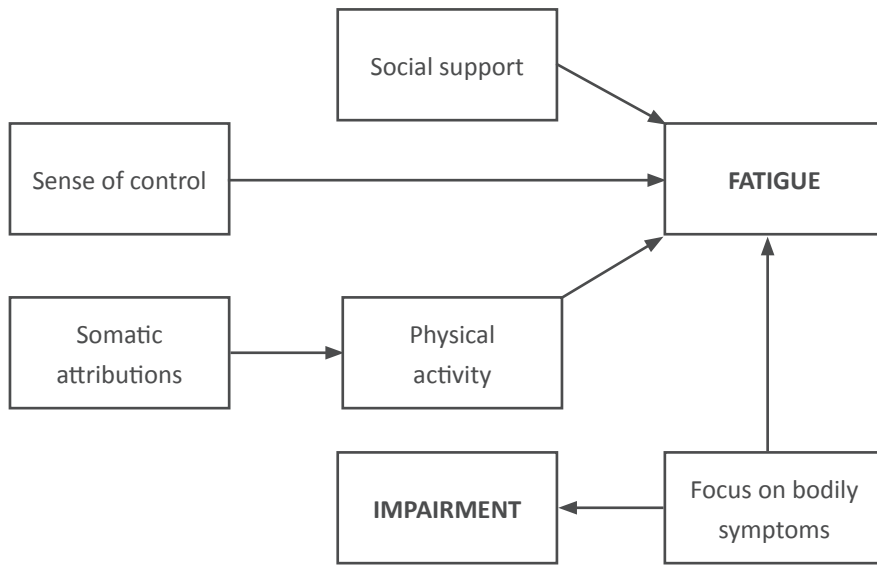 Social support
Sense of control
FATIGUE
Somatic
attributions
Physical
activity
IMPAIRMENT
Focus on bodily
symptoms